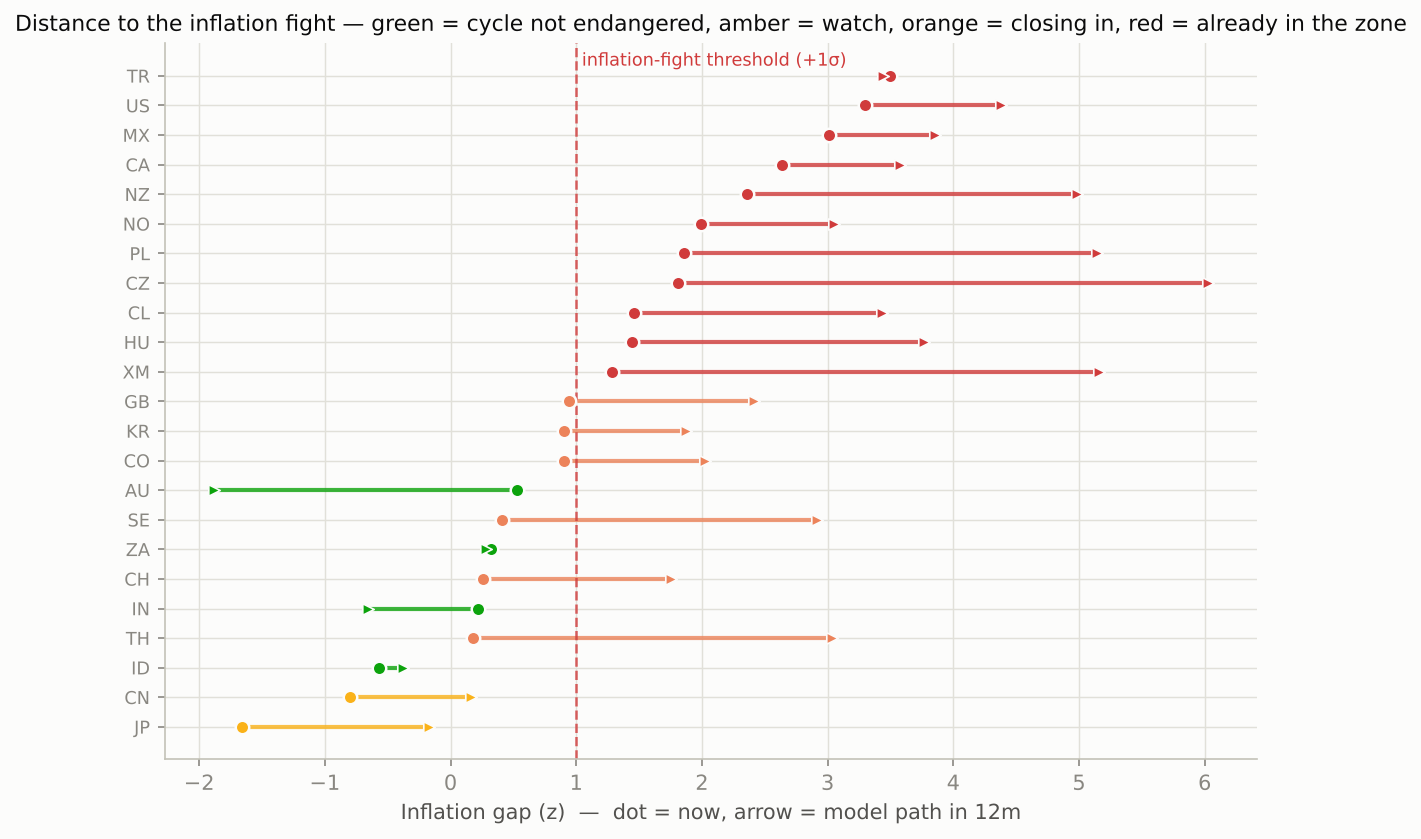 Distance to the inflation fight — green = cycle not endangered, amber = watch, orange = closing in, red = already in the zone
inflation-fight threshold (+1σ)
TR
US
MX
CA
NZ
NO
PL
CZ
CL
HU
XM
GB
KR
CO
AU
SE
ZA
CH
IN
TH
ID
CN
JP
−2 −1 0 1 2 3 4 5 6
Inflation gap (z) — dot = now, arrow = model path in 12m